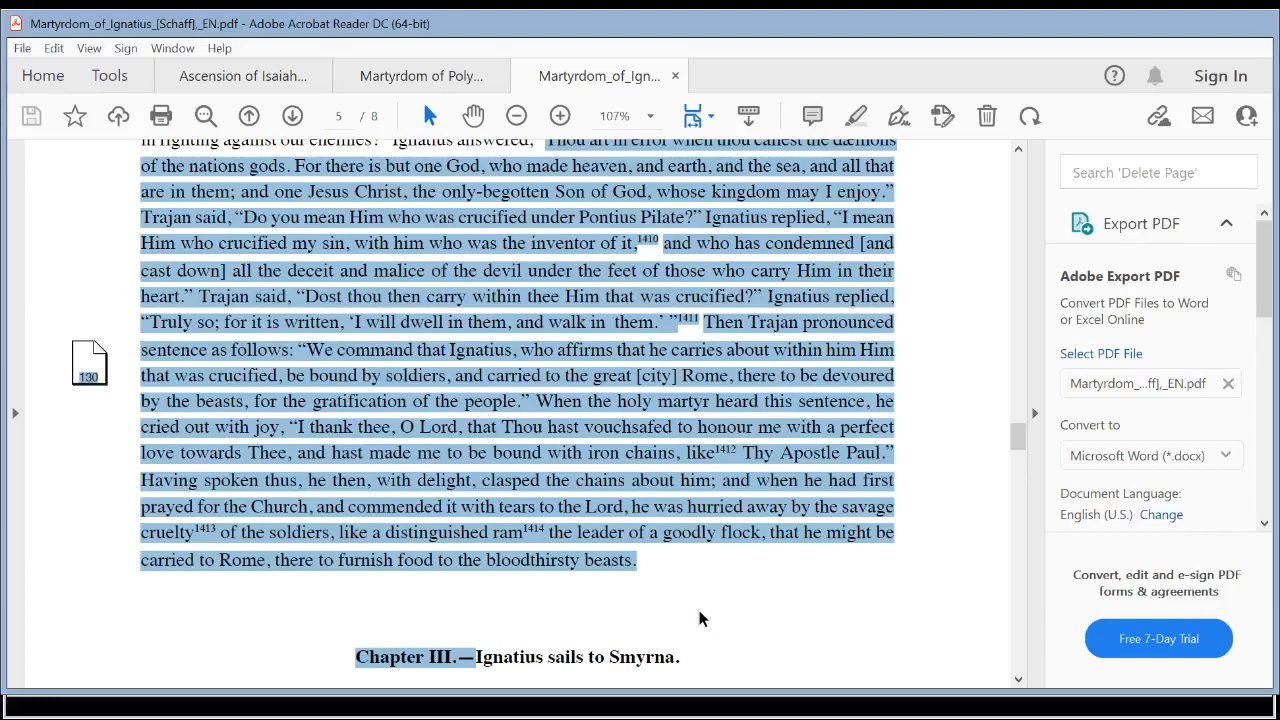 Martyrdom_of_Ignatius_[Schaff],_EN.pdf - Adobe Acrobat Reader DC (64-bit)
File Edit View Sign Window Help
Home Tools Ascension of Isaiah... Martyrdom of Poly... Martyrdom_of_Ign... × Sign In
5 / 8 107%
in fighting against our enemies?” Ignatius answered, “Thou art in error when thou callest the dæmons
of the nations gods. For there is but one God, who made heaven, and earth, and the sea, and all that
are in them; and one Jesus Christ, the only-begotten Son of God, whose kingdom may I enjoy.”
Trajan said, “Do you mean Him who was crucified under Pontius Pilate?” Ignatius replied, “I mean
Him who crucified my sin, with him who was the inventor of it,1410 and who has condemned [and
cast down] all the deceit and malice of the devil under the feet of those who carry Him in their
heart.” Trajan said, “Dost thou then carry within thee Him that was crucified?” Ignatius replied,
“Truly so; for it is written, ‘I will dwell in them, and walk in them.’ ”1411 Then Trajan pronounced
sentence as follows: “We command that Ignatius, who affirms that he carries about within him Him
that was crucified, be bound by soldiers, and carried to the great [city] Rome, there to be devoured
by the beasts, for the gratification of the people.” When the holy martyr heard this sentence, he
cried out with joy, “I thank thee, O Lord, that Thou hast vouchsafed to honour me with a perfect
love towards Thee, and hast made me to be bound with iron chains, like1412 Thy Apostle Paul.”
Having spoken thus, he then, with delight, clasped the chains about him; and when he had first
prayed for the Church, and commended it with tears to the Lord, he was hurried away by the savage
cruelty1413 of the soldiers, like a distinguished ram1414 the leader of a goodly flock, that he might be
carried to Rome, there to furnish food to the bloodthirsty beasts.
130
Chapter III.—Ignatius sails to Smyrna.
Search 'Delete Page'
Export PDF
Adobe Export PDF
Convert PDF Files to Word
or Excel Online
Select PDF File
Martyrdom_...ff],_EN.pdf
Convert to
Microsoft Word (*.docx)
Document Language:
English (U.S.) Change
Convert, edit and e-sign PDF
forms & agreements
Free 7-Day Trial